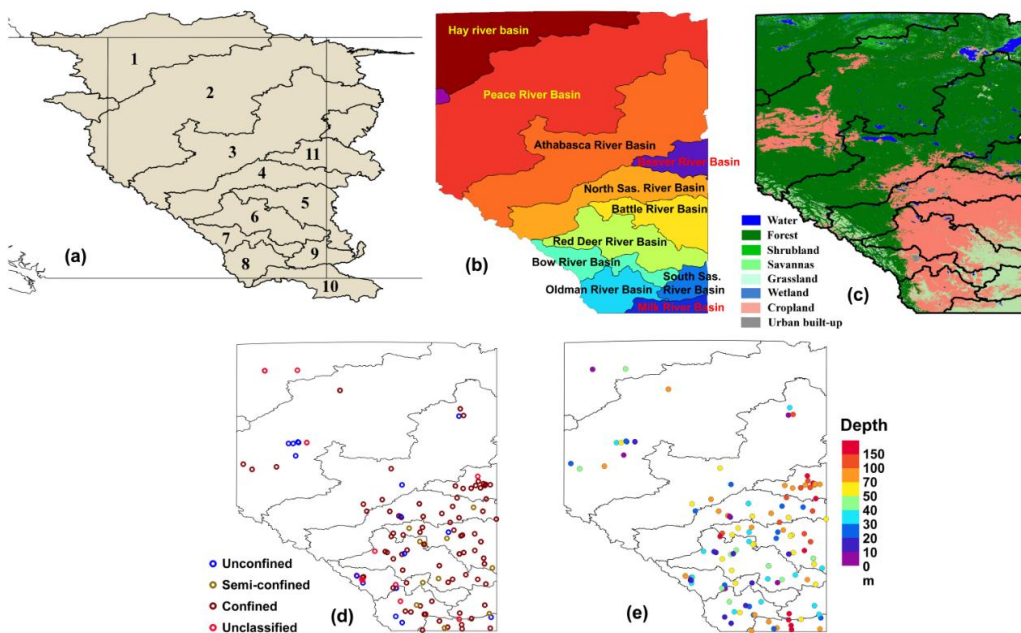 1
2
3
11
4
5
6
7
9
8
10
(a)
Hay river basin
Peace River Basin
Athabasca River Basin
Beaver River Basin
North Sas. River Basin
Battle River Basin
Red Deer River Basin
Bow River Basin
South Sas.
River Basin
Oldman River Basin
Milk River Basin
(b)
Water
Forest
Shrubland
Savannas
Grassland
Wetland
Cropland
Urban built-up
(c)
Unconfined
Semi-confined
Confined
Unclassified
(d)
(e)
Depth
150
100
70
50
40
30
20
10
0
m